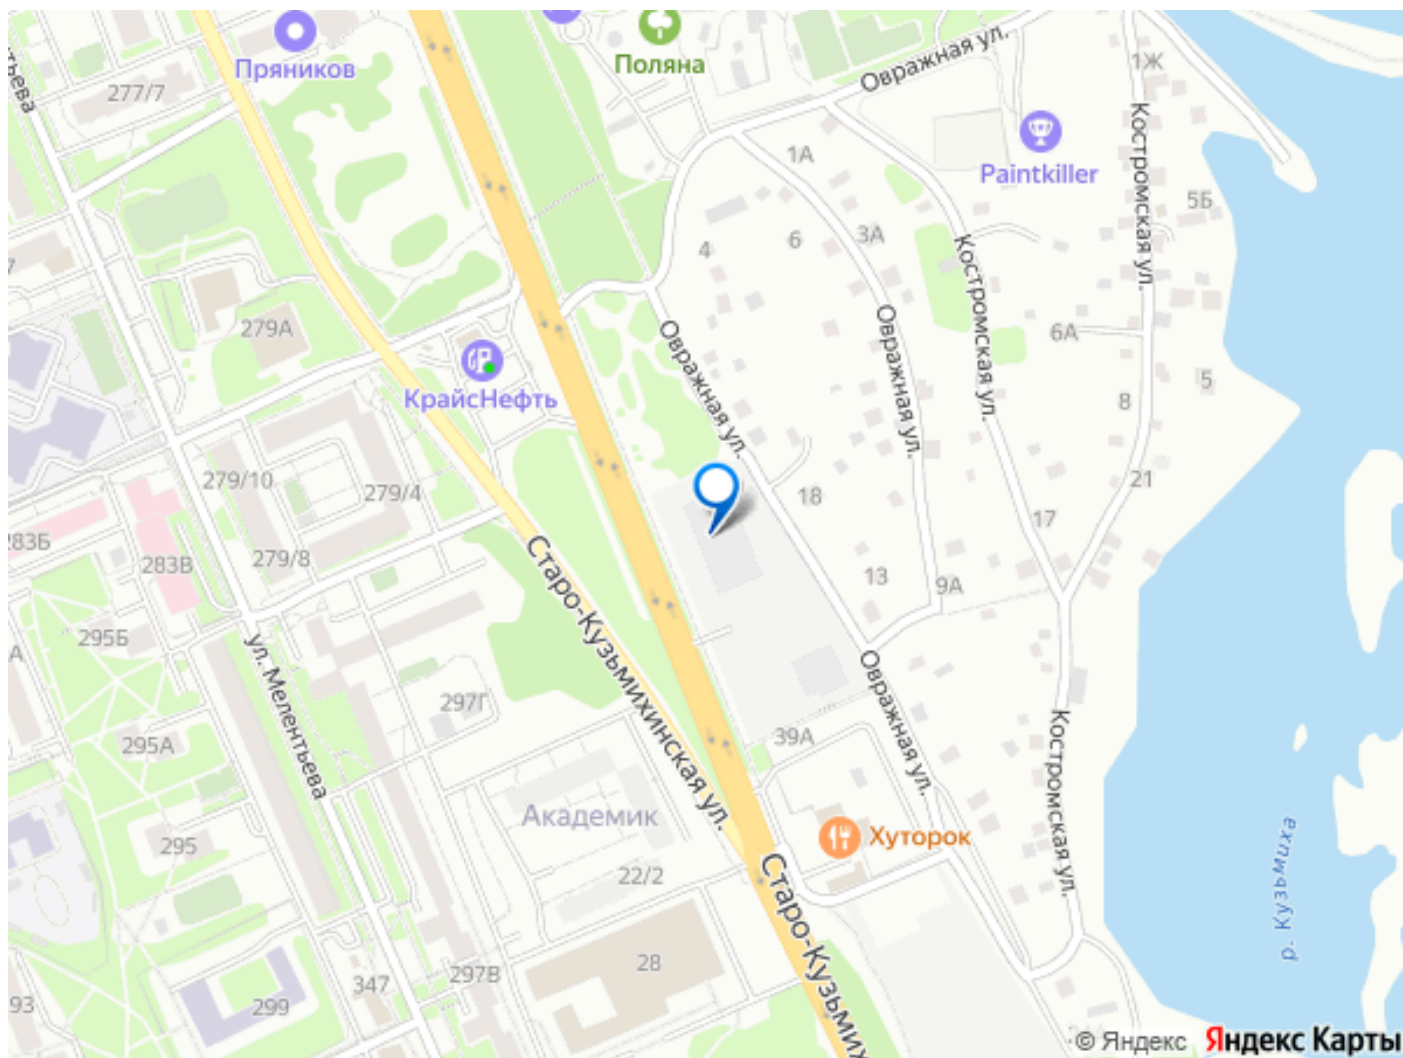 Поляна
Пряников
277/7
Овражная ул.
1Ж
Костромская ул.
Paintkiller
1А
5Б
3А
6
4
Костромская ул.
279А
Овражная ул.
Овражная ул.
6А
5
8
КрайсНефть
279/10
279/4
18
21
17
283Б
283В
279/8
Старо-Кузьмихинская ул.
13
9А
295Б
ул. Мелентьева
297Г
Овражная ул.
295А
39А
Костромская ул.
Академик
Хуторок
295
22/2
р. Кузьмиха
Старо-Кузьмих
28
297В
347
299
93
© Яндекс Яндекс Карты